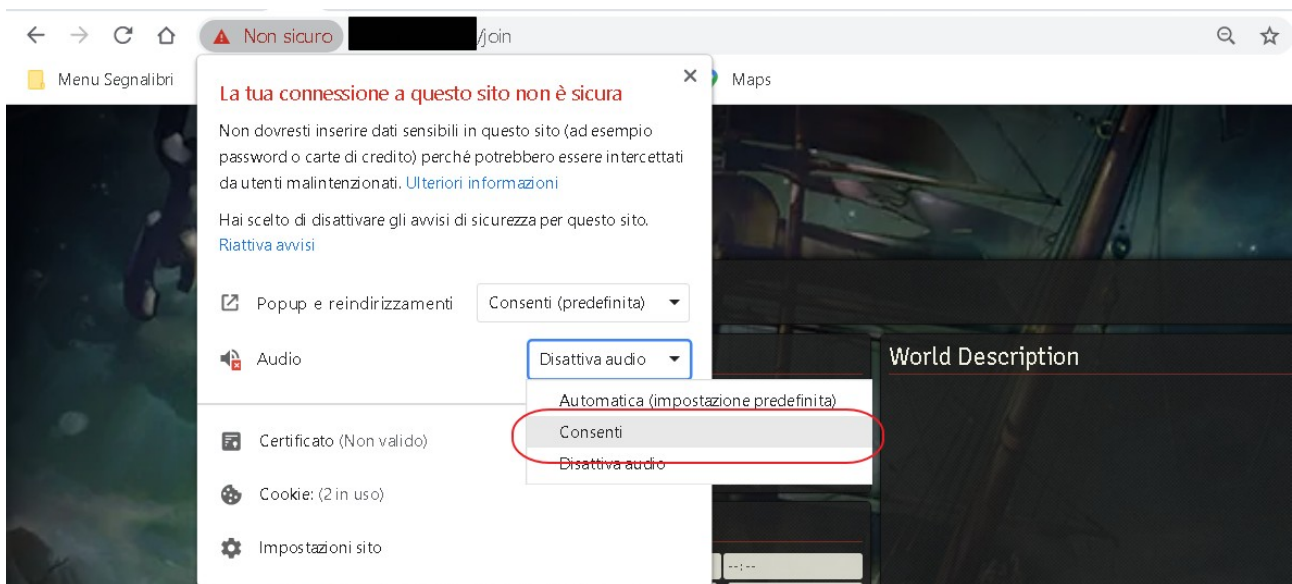 Non sicuro /join
Menu Segnalibri
Maps
La tua connessione a questo sito non è sicura
Non dovresti inserire dati sensibili in questo sito (ad esempio
password o carte di credito) perché potrebbero essere intercettati
da utenti malintenzionati. Ulteriori informazioni
Hai scelto di disattivare gli avvisi di sicurezza per questo sito.
Riattiva avvisi
Popup e reindirizzamenti Consenti (predefinita)
Audio Disattiva audio
Automatica (impostazione predefinita)
Consenti
Disattiva audio
Certificato (Non valido)
Cookie: (2 in uso)
Impostazioni sito
World Description
--:--